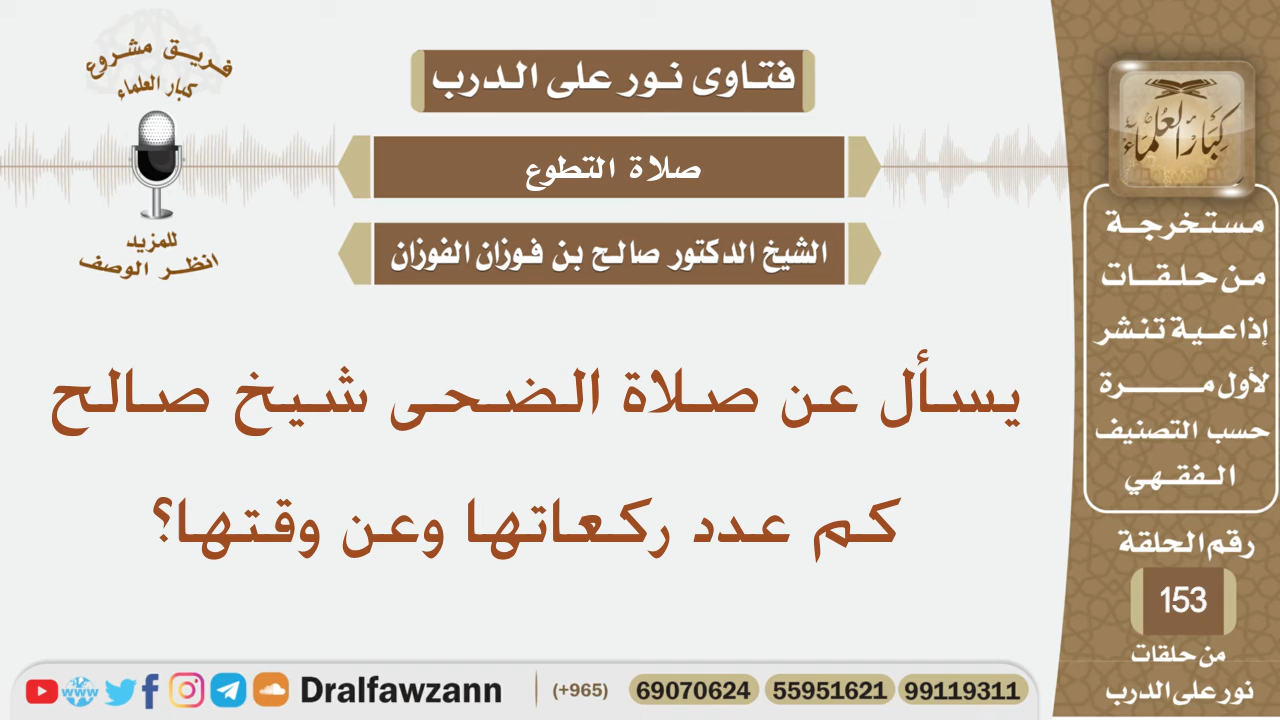 فريق مشروع
كبار العلماء
للمزيد
انظر الوصف
فتاوى نور على الدرب
صلاة التطوع
الشيخ الدكتور صالح بن فوزان الفوزان
يسأل عن صلاة الضحى شيخ صالح
كم عدد ركعاتها وعن وقتها؟
كبار العلماء
مستخرجة
من حلقات
إذاعية تنشر
لأول مرة
حسب التصنيف
الفقهي
رقم الحلقة
153
من حلقات
نور على الدرب
www Dralfawzann (+965) 69070624 55951621 99119311